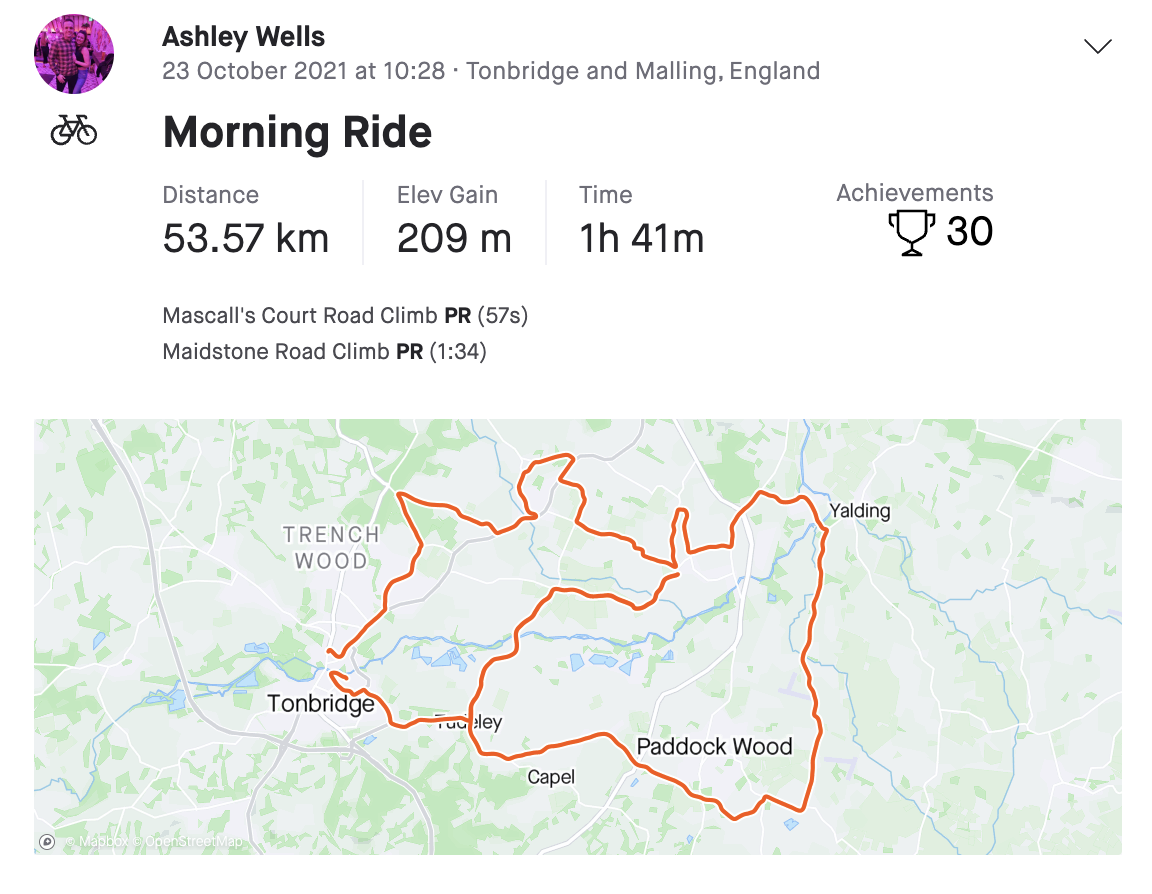 Ashley Wells
23 October 2021 at 10:28 · Tonbridge and Malling, England
Morning Ride
Distance
53.57 km
Elev Gain
209 m
Time
1h 41m
Achievements
30
Mascall's Court Road Climb PR (57s)
Maidstone Road Climb PR (1:34)
Yalding
TRENCH
WOOD
Tonbridge
Tudeley
Paddock Wood
Capel
© Mapbox © OpenStreetMap